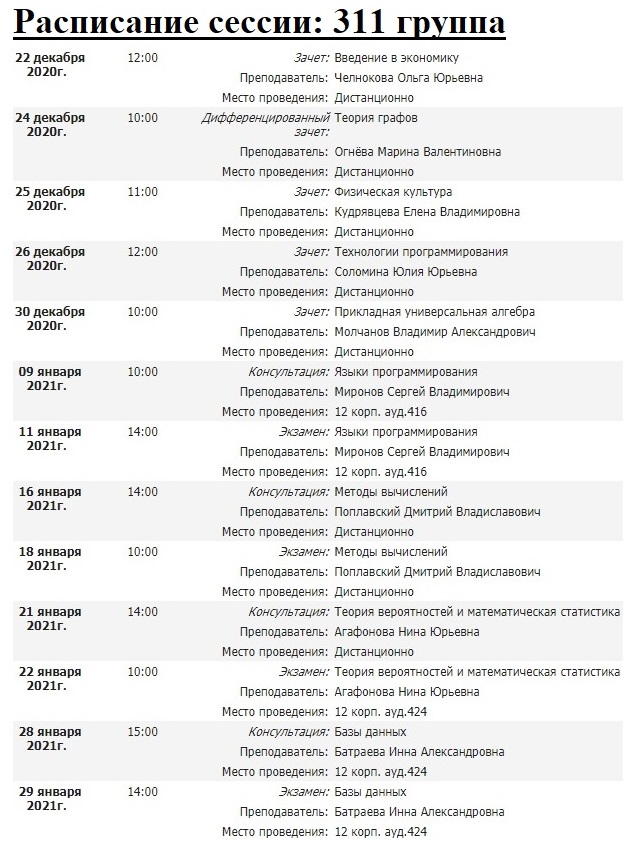 Расписание сессии: 311 группа
22 декабря 2020г. 12:00 Зачет: Введение в экономику
Преподаватель: Челнокова Ольга Юрьевна
Место проведения: Дистанционно
24 декабря 2020г. 10:00 Дифференцированный зачет: Теория графов
Преподаватель: Огнёва Марина Валентиновна
Место проведения: Дистанционно
25 декабря 2020г. 11:00 Зачет: Физическая культура
Преподаватель: Кудрявцева Елена Владимировна
Место проведения: Дистанционно
26 декабря 2020г. 12:00 Зачет: Технологии программирования
Преподаватель: Соломина Юлия Юрьевна
Место проведения: Дистанционно
30 декабря 2020г. 10:00 Зачет: Прикладная универсальная алгебра
Преподаватель: Молчанов Владимир Александрович
Место проведения: Дистанционно
09 января 2021г. 10:00 Консультация: Языки программирования
Преподаватель: Миронов Сергей Владимирович
Место проведения: 12 корп. ауд.416
11 января 2021г. 14:00 Экзамен: Языки программирования
Преподаватель: Миронов Сергей Владимирович
Место проведения: 12 корп. ауд.416
16 января 2021г. 14:00 Консультация: Методы вычислений
Преподаватель: Поплавский Дмитрий Владиславович
Место проведения: Дистанционно
18 января 2021г. 10:00 Экзамен: Методы вычислений
Преподаватель: Поплавский Дмитрий Владиславович
Место проведения: Дистанционно
21 января 2021г. 14:00 Консультация: Теория вероятностей и математическая статистика
Преподаватель: Агафонова Нина Юрьевна
Место проведения: Дистанционно
22 января 2021г. 10:00 Экзамен: Теория вероятностей и математическая статистика
Преподаватель: Агафонова Нина Юрьевна
Место проведения: 12 корп. ауд.424
28 января 2021г. 15:00 Консультация: Базы данных
Преподаватель: Батраева Инна Александровна
Место проведения: 12 корп. ауд.424
29 января 2021г. 14:00 Экзамен: Базы данных
Преподаватель: Батраева Инна Александровна
Место проведения: 12 корп. ауд.424